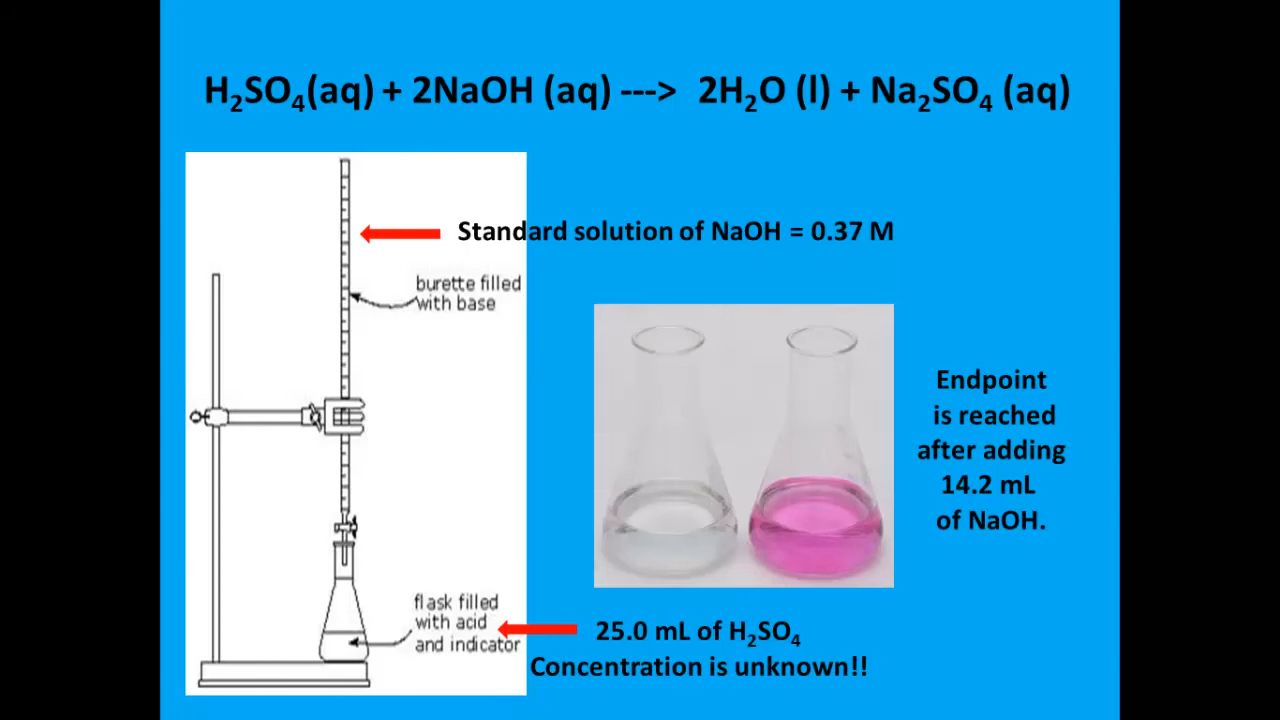 H₂SO₄(aq) + 2NaOH (aq) ---> 2H₂O (l) + Na₂SO₄ (aq)
Standard solution of NaOH = 0.37 M
burette filled
with base
Endpoint
is reached
after adding
14.2 mL
of NaOH.
flask filled
with acid
and indicator
25.0 mL of H₂SO₄
Concentration is unknown!!